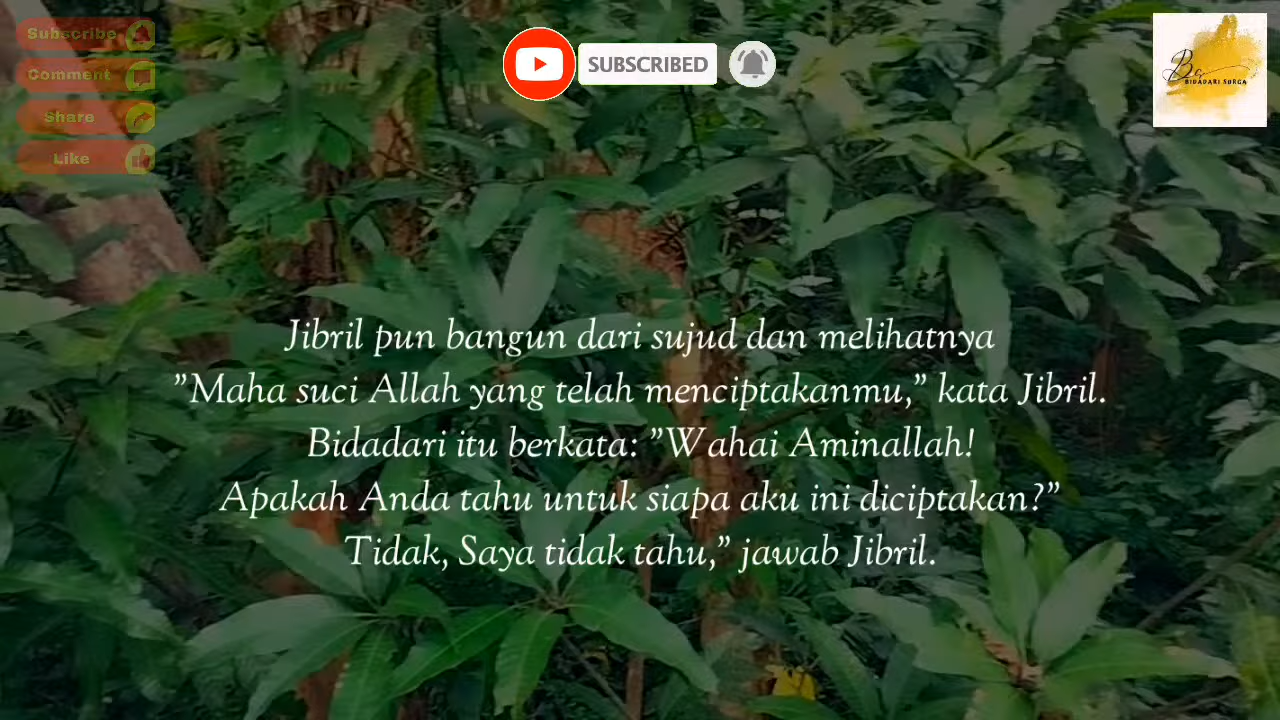 Subscribe
Comment
Share
Like
SUBSCRIBED
BIDADARI SURGA
Jibril pun bangun dari sujud dan melihatnya
”Maha suci Allah yang telah menciptakanmu,” kata Jibril.
Bidadari itu berkata: ”Wahai Aminallah!
Apakah Anda tahu untuk siapa aku ini diciptakan?”
Tidak, Saya tidak tahu,” jawab Jibril.